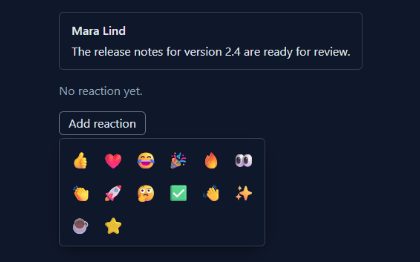 Mara Lind
The release notes for version 2.4 are ready for review.
No reaction yet.
Add reaction